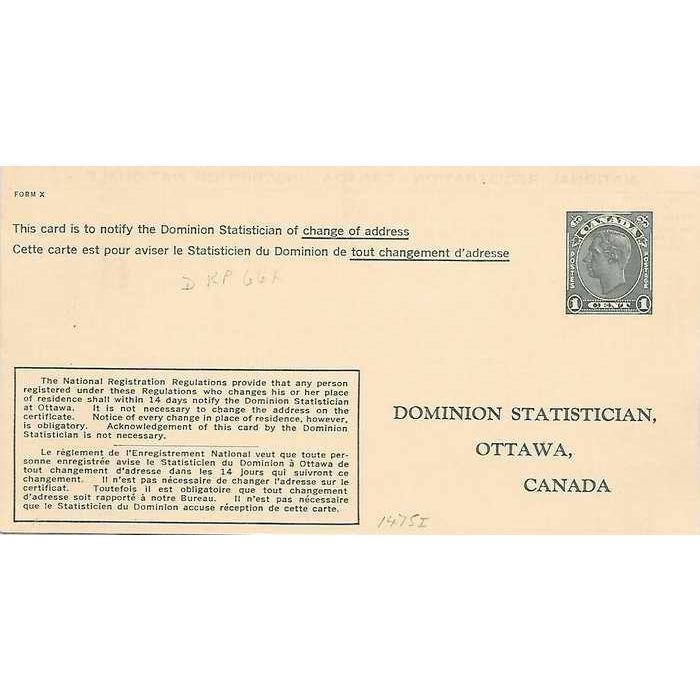 FORM X
This card is to notify the Dominion Statistician of change of address
Cette carte est pour aviser le Statisticien du Dominion de tout changement d'adresse
CANADA
POSTES
POSTAGE
1 CENT 1
The National Registration Regulations provide that any person
registered under these Regulations who changes his or her place
of residence shall within 14 days notify the Dominion Statistician
at Ottawa. It is not necessary to change the address on the
certificate. Notice of every change in place of residence, however,
is obligatory. Acknowledgement of this card by the Dominion
Statistician is not necessary.
Le règlement de l'Enregistrement National veut que toute per-
sonne enregistrée avise le Statisticien du Dominion à Ottawa de
tout changement d'adresse dans les 14 jours qui suivront ce
changement. Il n'est pas nécessaire de changer l'adresse sur le
certificat. Toutefois il est obligatoire que tout changement
d'adresse soit rapporté à notre Bureau. Il n'est pas nécessaire
que le Statisticien du Dominion accuse réception de cette carte.
DOMINION STATISTICIAN,
OTTAWA,
CANADA
1475I